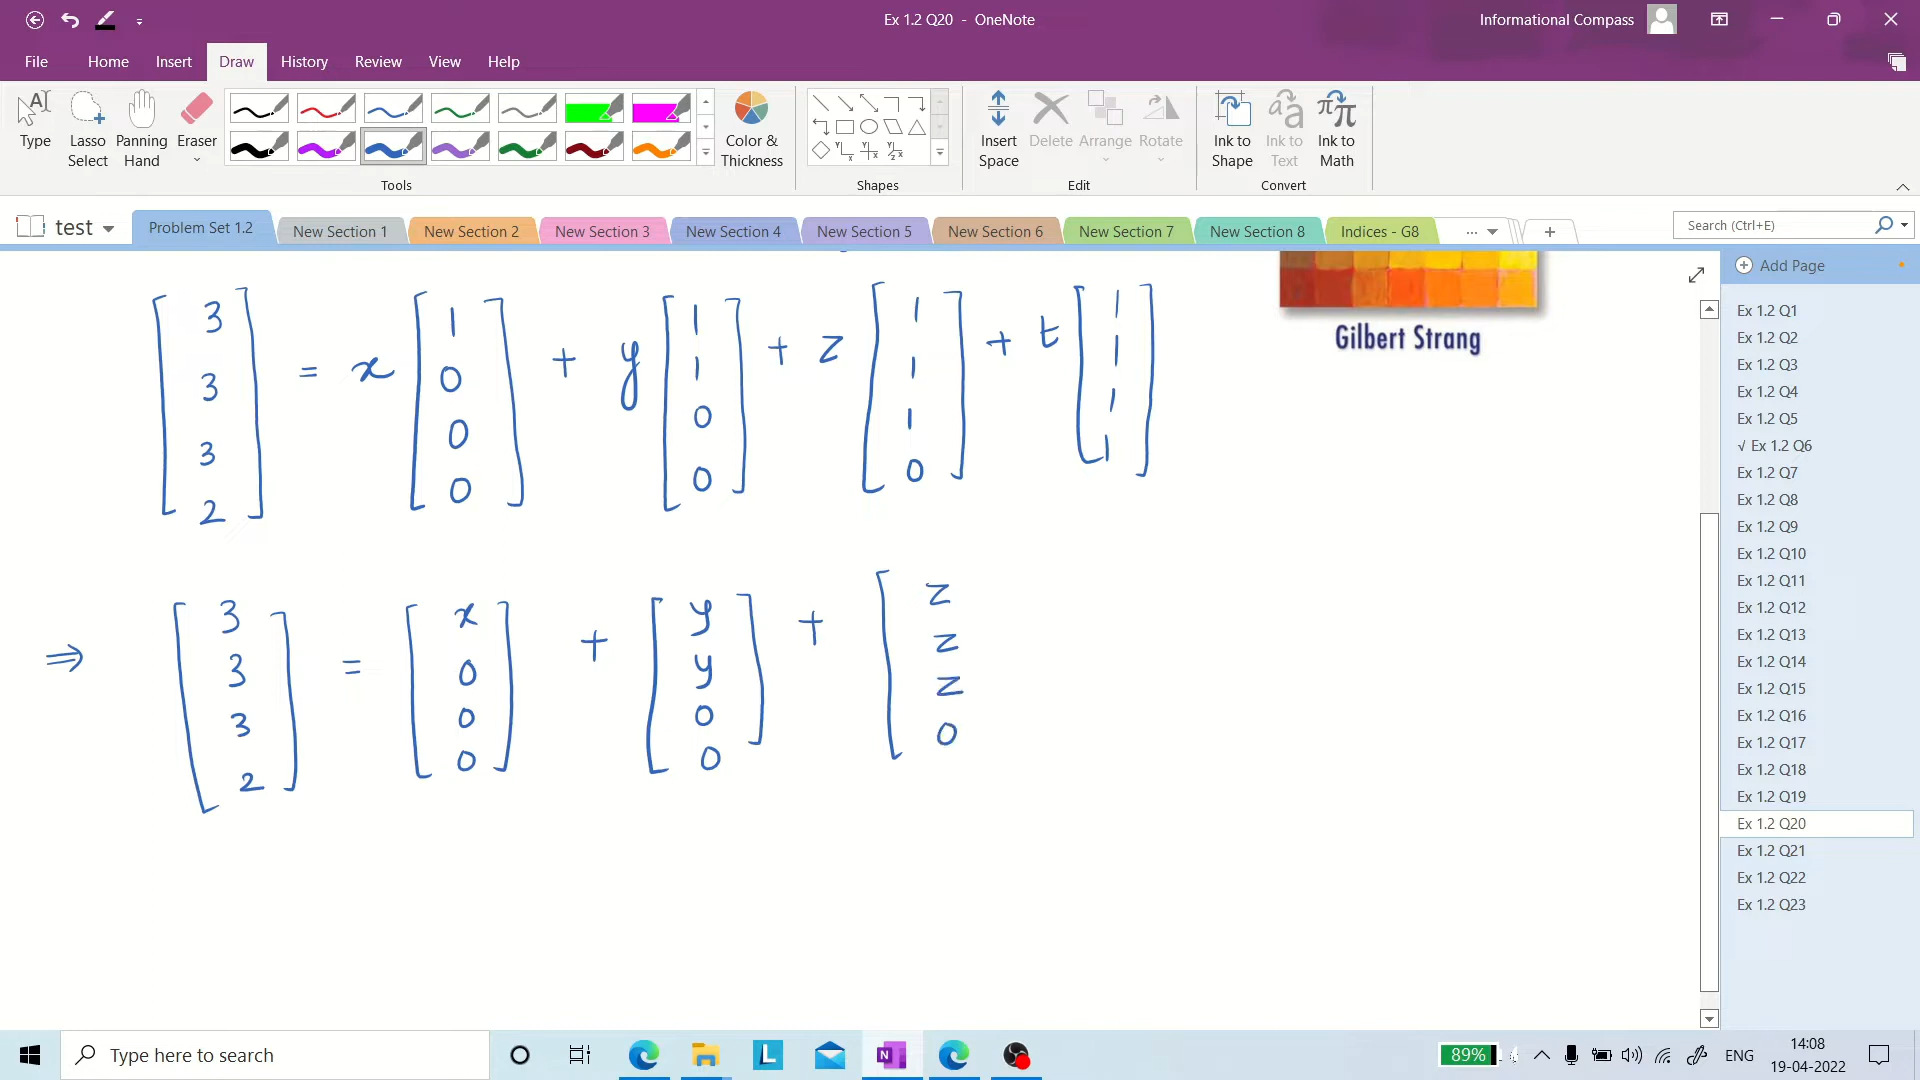 Ex 1.2 Q20 - OneNote
Informational Compass
File Home Insert Draw History Review View Help
Type
Lasso Select
Panning Hand
Eraser
Color & Thickness
Insert Space
Delete
Arrange
Rotate
Ink to Shape
Ink to Text
Ink to Math
Tools Shapes Edit Convert
test
Problem Set 1.2 New Section 1 New Section 2 New Section 3 New Section 4 New Section 5 New Section 6 New Section 7 New Section 8 Indices - G8 ... +
Search (Ctrl+E)
[3 3 3 2] = x [1 0 0 0] + y [1 1 0 0] + z [1 1 1 0] + t [1 1 1 1]
Gilbert Strang
⇒ [3 3 3 2] = [x 0 0 0] + [y y 0 0] + [z z z 0
Add Page
Ex 1.2 Q1
Ex 1.2 Q2
Ex 1.2 Q3
Ex 1.2 Q4
Ex 1.2 Q5
√ Ex 1.2 Q6
Ex 1.2 Q7
Ex 1.2 Q8
Ex 1.2 Q9
Ex 1.2 Q10
Ex 1.2 Q11
Ex 1.2 Q12
Ex 1.2 Q13
Ex 1.2 Q14
Ex 1.2 Q15
Ex 1.2 Q16
Ex 1.2 Q17
Ex 1.2 Q18
Ex 1.2 Q19
Ex 1.2 Q20
Ex 1.2 Q21
Ex 1.2 Q22
Ex 1.2 Q23
Type here to search
89%
ENG
14:08
19-04-2022